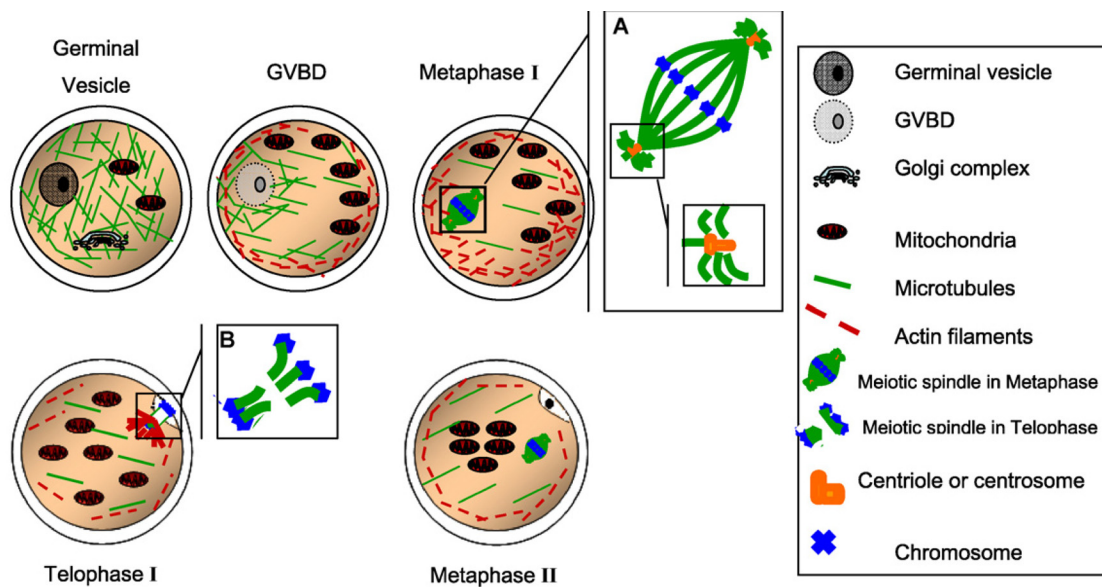 Germinal
Vesicle
GVBD
Metaphase I
A
Germinal vesicle
GVBD
Golgi complex
Mitochondria
Microtubules
Actin filaments
Meiotic spindle in Metaphase
Meiotic spindle in Telophase
Centriole or centrosome
Chromosome
B
Telophase I
Metaphase II